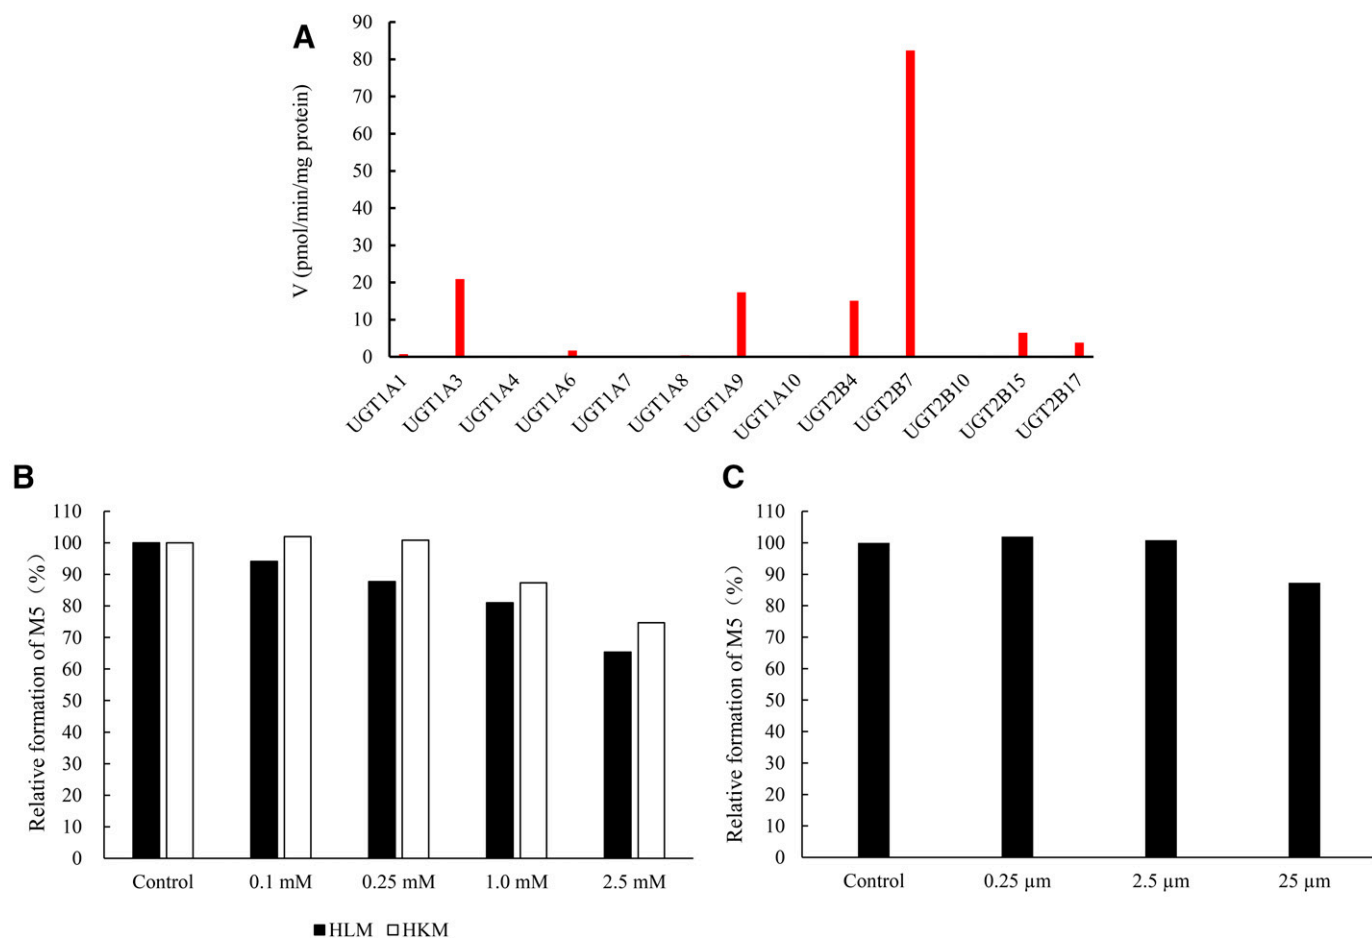 A
V (pmol/min/mg protein)
90
80
70
60
50
40
30
20
10
0
UGT1A1
UGT1A3
UGT1A4
UGT1A6
UGT1A7
UGT1A8
UGT1A9
UGT1A10
UGT2B4
UGT2B7
UGT2B10
UGT2B15
UGT2B17
B
Relative formation of M5（%）
110
100
90
80
70
60
50
40
30
20
10
0
Control 0.1 mM 0.25 mM 1.0 mM 2.5 mM
HLM HKM
C
Relative formation of M5（%）
110
100
90
80
70
60
50
40
30
20
10
0
Control 0.25 µm 2.5 µm 25 µm